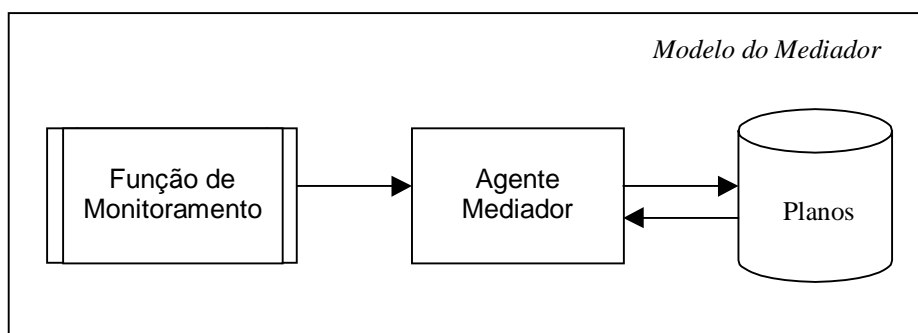 Modelo do Mediador
Função de
Monitoramento
Agente
Mediador
Planos